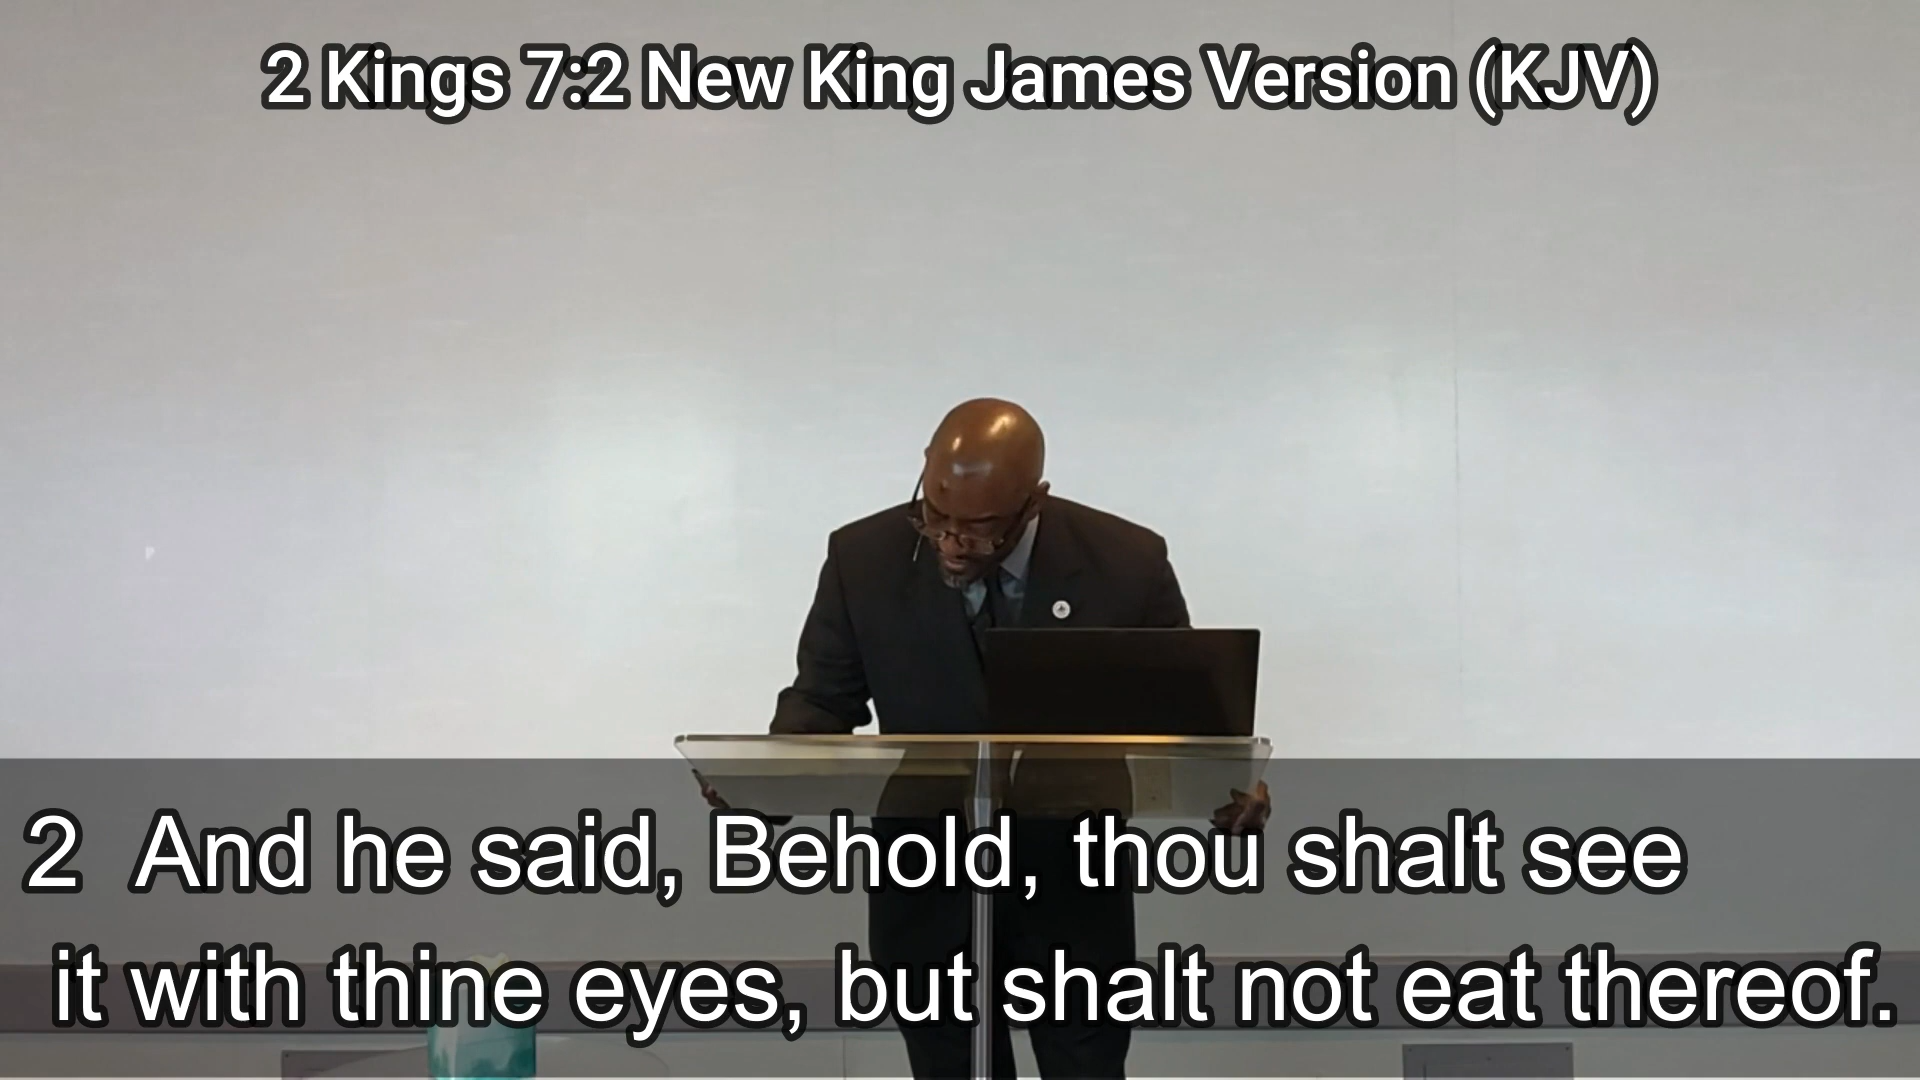 2 Kings 7:2 New King James Version (KJV)
2 And he said, Behold, thou shalt see
it with thine eyes, but shalt not eat thereof.